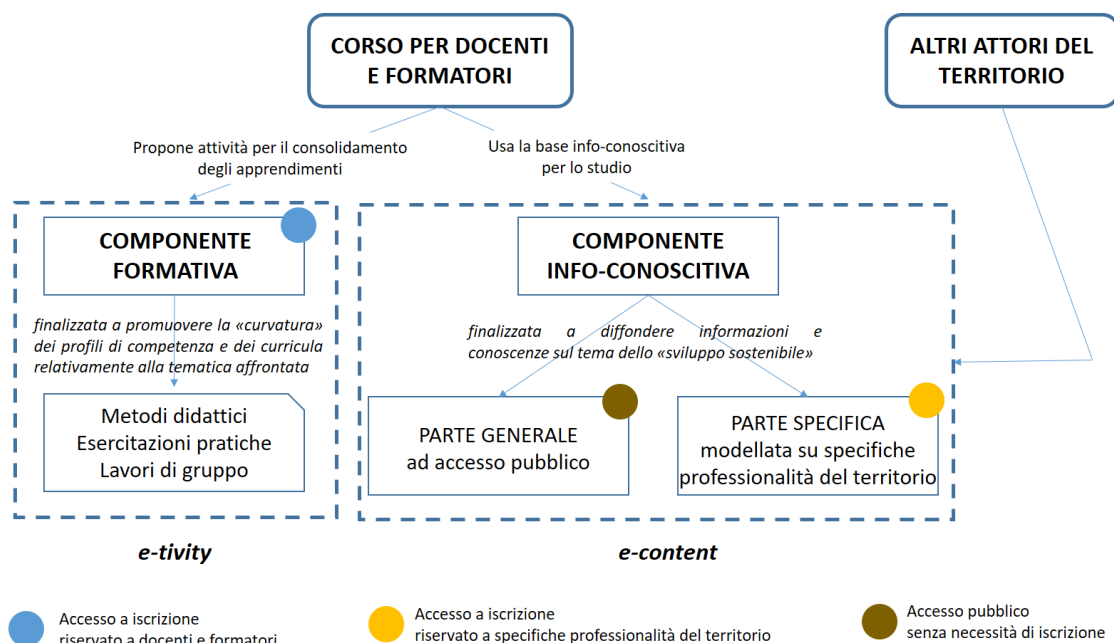 CORSO PER DOCENTI
E FORMATORI
ALTRI ATTORI DEL
TERRITORIO
Propone attività per il consolidamento
degli apprendimenti
Usa la base info-conoscitiva
per lo studio
COMPONENTE
FORMATIVA
COMPONENTE
INFO-CONOSCITIVA
finalizzata a promuovere la «curvatura»
dei profili di competenza e dei curricula
relativamente alla tematica affrontata
finalizzata a diffondere informazioni e
conoscenze sul tema dello «sviluppo sostenibile»
Metodi didattici
Esercitazioni pratiche
Lavori di gruppo
PARTE GENERALE
ad accesso pubblico
PARTE SPECIFICA
modellata su specifiche
professionalità del territorio
e-tivity
e-content
Accesso a iscrizione
riservato a docenti e formatori
Accesso a iscrizione
riservato a specifiche professionalità del territorio
Accesso pubblico
senza necessità di iscrizione